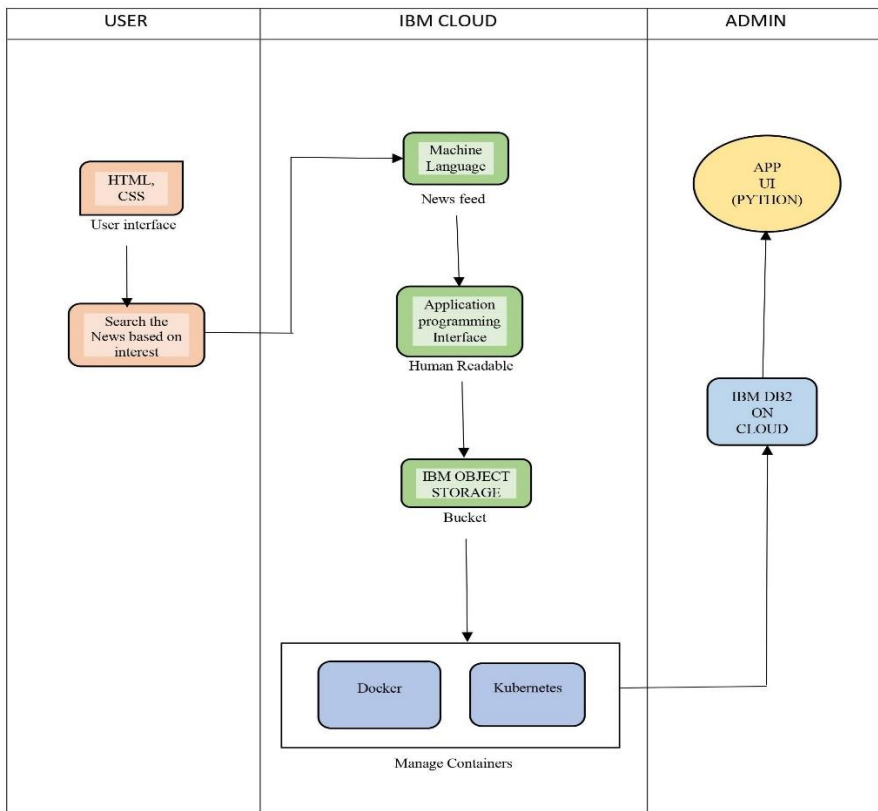 USER
IBM CLOUD
ADMIN
HTML,
CSS
User interface
Search the
News based on
interest
Machine
Language
News feed
Application
programming
Interface
Human Readable
IBM OBJECT
STORAGE
Bucket
Docker
Kubernetes
Manage Containers
APP
UI
(PYTHON)
IBM DB2
ON
CLOUD